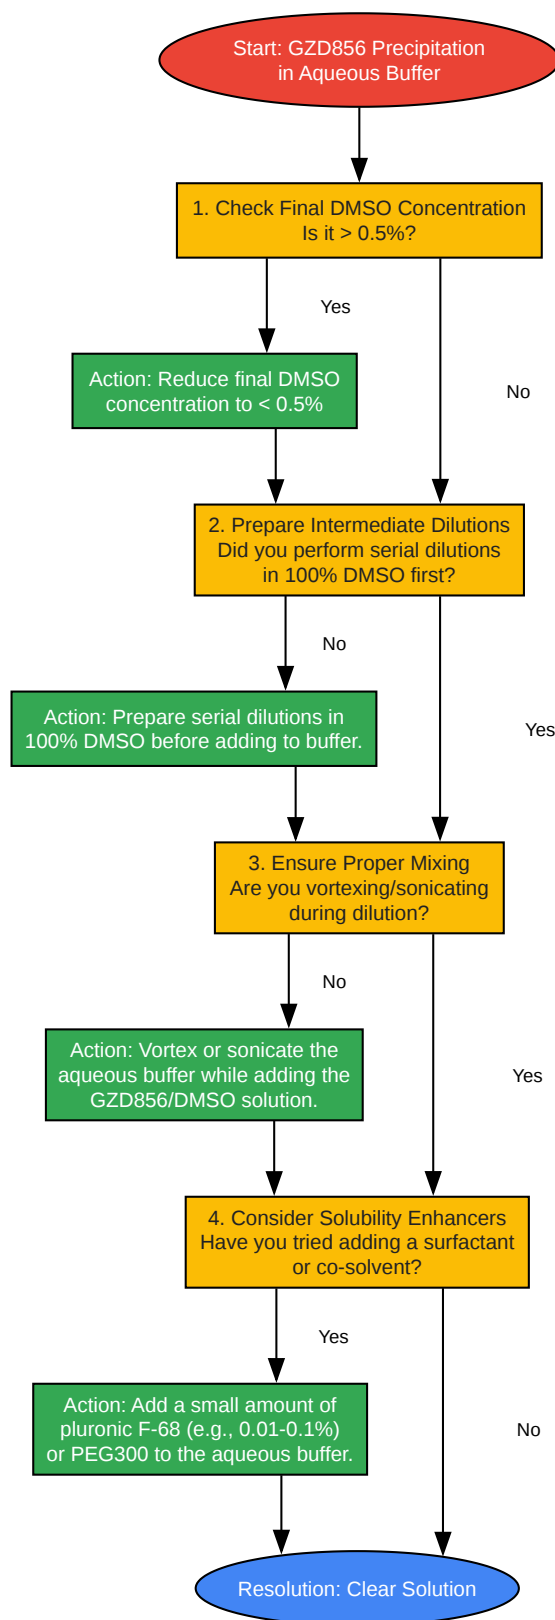 Start: GZD856 Precipitation
in Aqueous Buffer
1. Check Final DMSO Concentration
Is it > 0.5%?
Yes
Action: Reduce final DMSO
concentration to < 0.5%
No
2. Prepare Intermediate Dilutions
Did you perform serial dilutions
in 100% DMSO first?
No
Action: Prepare serial dilutions in
100% DMSO before adding to buffer.
Yes
3. Ensure Proper Mixing
Are you vortexing/sonicating
during dilution?
No
Action: Vortex or sonicate the
aqueous buffer while adding the
GZD856/DMSO solution.
Yes
4. Consider Solubility Enhancers
Have you tried adding a surfactant
or co-solvent?
Yes
Action: Add a small amount of
pluronic F-68 (e.g., 0.01-0.1%)
or PEG300 to the aqueous buffer.
No
Resolution: Clear Solution